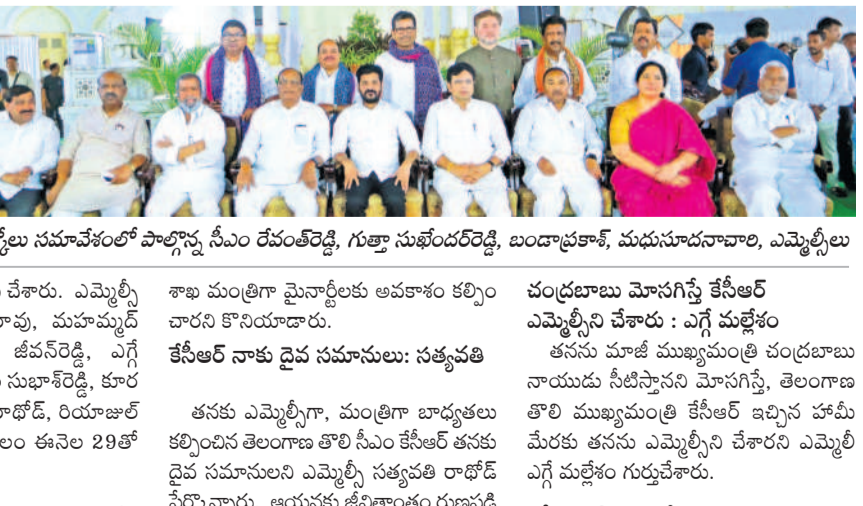 సమావేశంలో పాల్గొన్న సీఎం రేవంత్‌రెడ్డి, గుత్తా సుఖేందర్‌రెడ్డి, బండాప్రకాశ్, మధుసూదనాచారి, ఎమ్మెల్సీలు
చేశారు. ఎమ్మెల్సీ
రావు, మహమ్మద్
జీవన్‌రెడ్డి, ఎగ్గే
సుభాశ్‌రెడ్డి, కూర
రాథోడ్, రియాజుల్
ఈనెల 29తో
శాఖ మంత్రిగా మైనార్టీలకు అవకాశం కల్పిం
చారని కొనియాడారు.
కేసీఆర్ నాకు దైవ సమానులు: సత్యవతి
తనకు ఎమ్మెల్సీగా, మంత్రిగా బాధ్యతలు
కల్పించిన తెలంగాణ తొలి సీఎం కేసీఆర్ తనకు
దైవ సమానులని ఎమ్మెల్సీ సత్యవతి రాథోడ్
పేర్కొన్నారు. ఆయనకు జీవితాంతం రుణపడి
చంద్రబాబు మోసగిస్తే కేసీఆర్
ఎమ్మెల్సీని చేశారు : ఎగ్గే మల్లేశం
తనను మాజీ ముఖ్యమంత్రి చంద్రబాబు
నాయుడు సీటిస్తానని మోసగిస్తే, తెలంగాణ
తొలి ముఖ్యమంత్రి కేసీఆర్ ఇచ్చిన హామీ
మేరకు తనను ఎమ్మెల్సీని చేశారని ఎమ్మెలీ
ఎగ్గే మల్లేశం గుర్తుచేశారు.